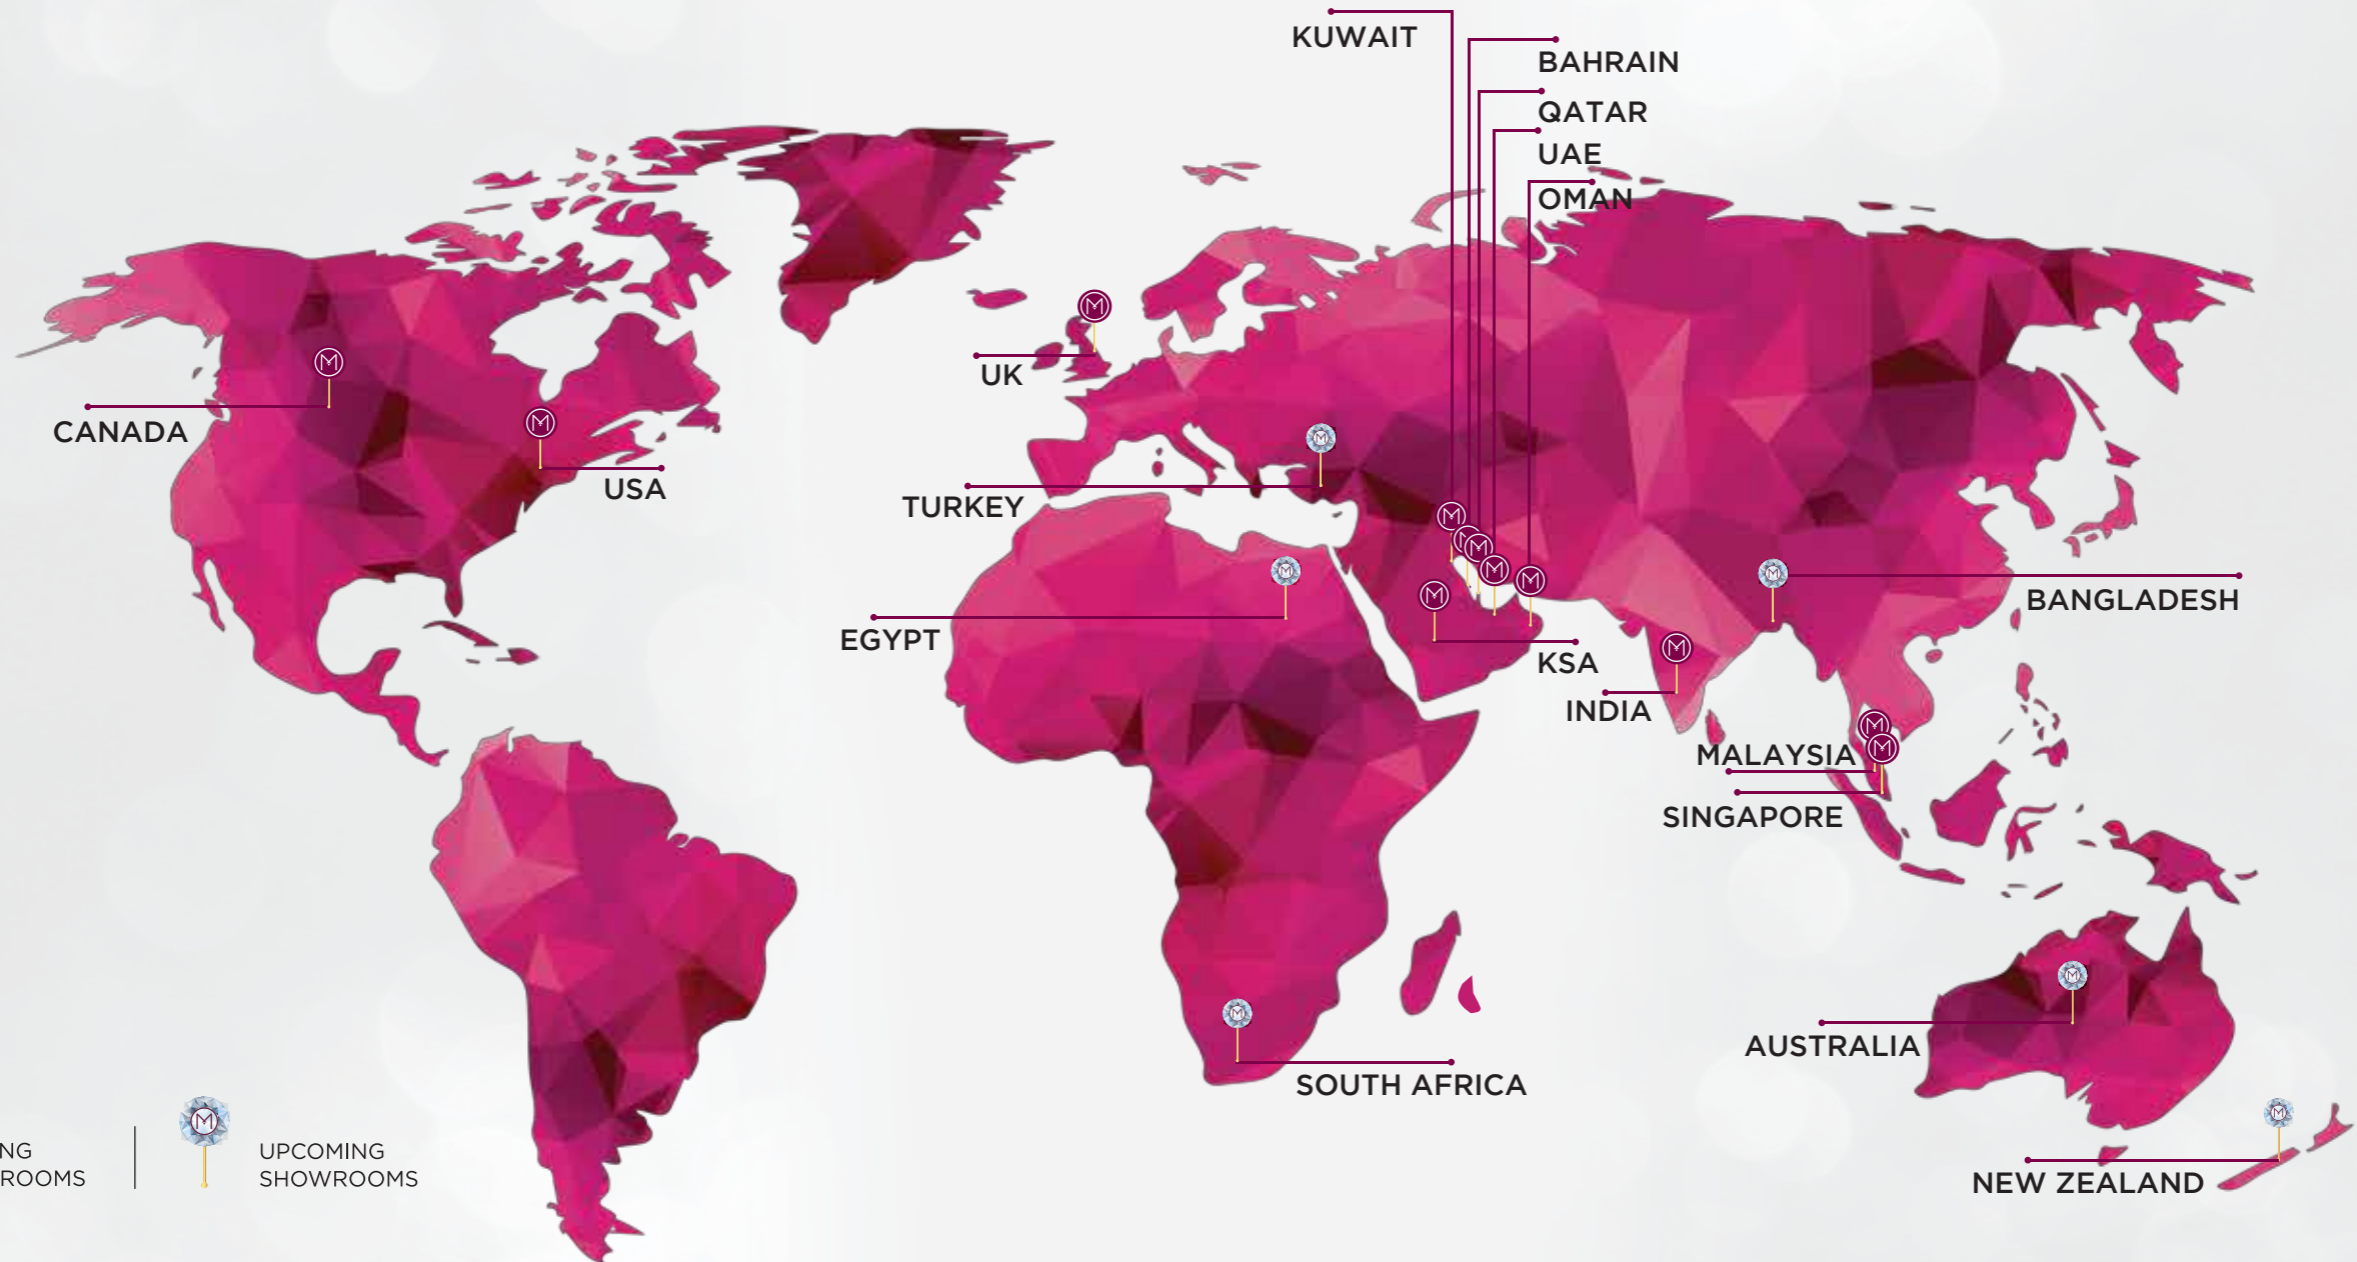 KUWAIT
BAHRAIN
QATAR
UAE
OMAN
UK
CANADA
USA
TURKEY
EGYPT
BANGLADESH
KSA
INDIA
MALAYSIA
SINGAPORE
AUSTRALIA
SOUTH AFRICA
NEW ZEALAND
NG
ROOMS
UPCOMING
SHOWROOMS